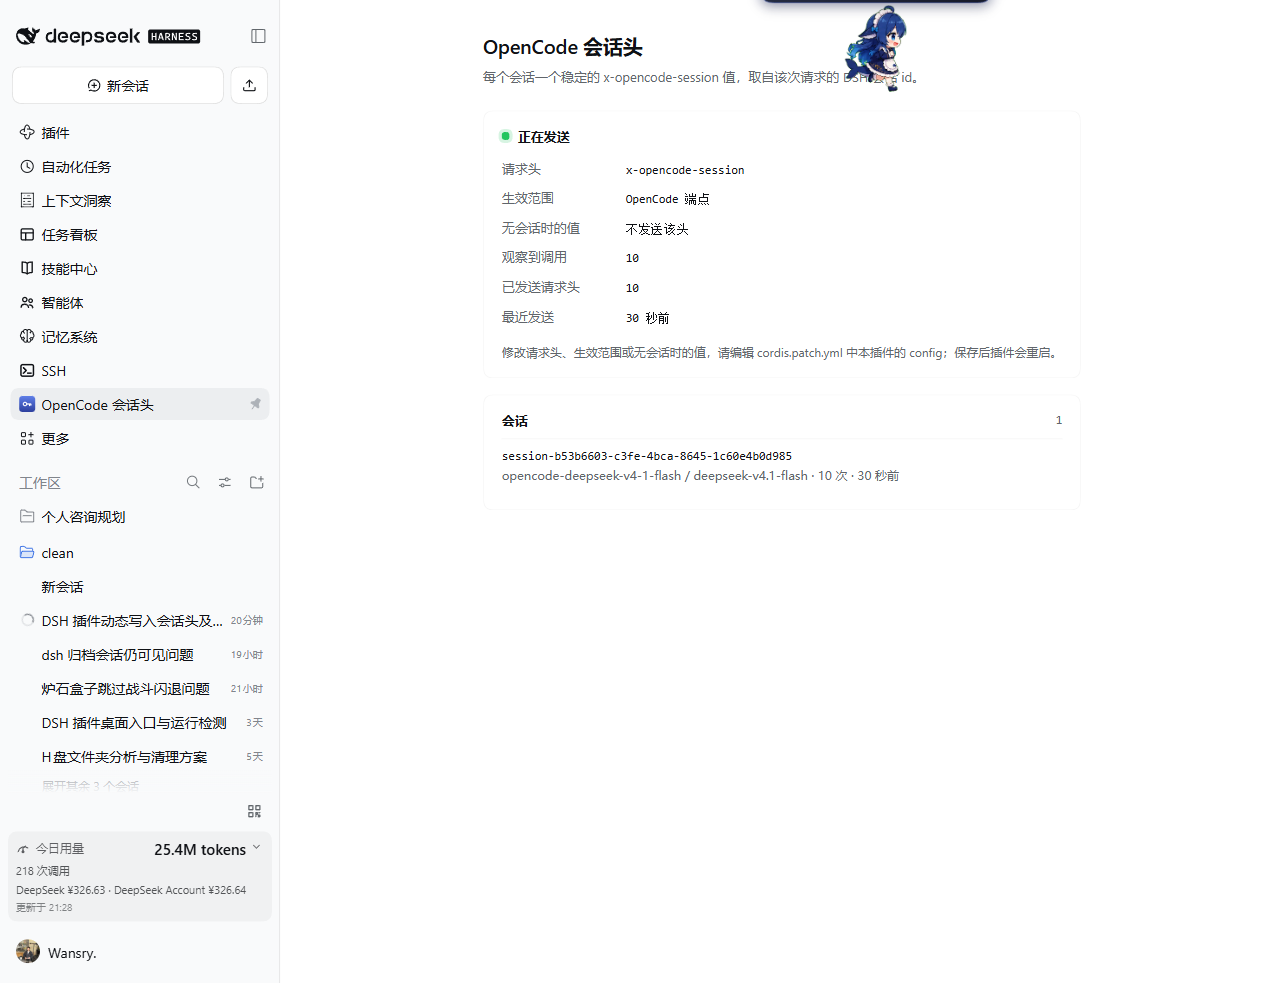 deepseek HARNESS
新会话
插件
自动化任务
上下文洞察
任务看板
技能中心
智能体
记忆系统
SSH
OpenCode 会话头
更多
工作区
个人咨询规划
clean
新会话
DSH 插件动态写入会话头及... 20分钟
dsh 归档会话仍可见问题 19小时
炉石盒子跳过战斗闪退问题 21小时
DSH 插件桌面入口与运行检测 3天
H盘文件夹分析与清理方案 5天
展开其余 3 个会话
今日用量 25.4M tokens
218 次调用
DeepSeek ¥326.63 · DeepSeek Account ¥326.64
更新于 21:28
Wansry.
OpenCode 会话头
每个会话一个稳定的 x-opencode-session 值，取自该次请求的 DSH id。
正在发送
请求头 x-opencode-session
生效范围 OpenCode 端点
无会话时的值 不发送该头
观察到调用 10
已发送请求头 10
最近发送 30 秒前
修改请求头、生效范围或无会话时的值，请编辑 cordis.patch.yml 中本插件的 config；保存后插件会重启。
会话 1
session-b53b6603-c3fe-4bca-8645-1c60e4b0d985
opencode-deepseek-v4-1-flash / deepseek-v4.1-flash · 10 次 · 30 秒前